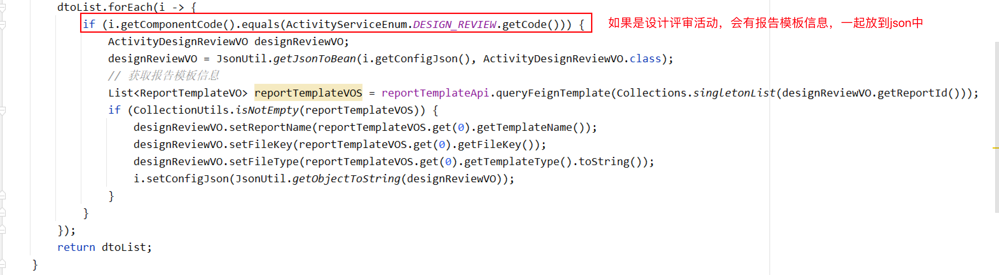 dtoList.forEach(i -> {
if (i.getComponentCode().equals(ActivityServiceEnum.DESIGN_REVIEW.getCode())) { 如果是设计评审活动，会有报告模板信息，一起放到json中
ActivityDesignReviewVO designReviewVO;
designReviewVO = JsonUtil.getJsonToBean(i.getConfigJson(), ActivityDesignReviewVO.class);
// 获取报告模板信息
List<ReportTemplateVO> reportTemplateVOS = reportTemplateApi.queryFeignTemplate(Collections.singletonList(designReviewVO.getReportId()));
if (CollectionUtils.isNotEmpty(reportTemplateVOS)) {
designReviewVO.setReportName(reportTemplateVOS.get(0).getTemplateName());
designReviewVO.setFileKey(reportTemplateVOS.get(0).getFileKey());
designReviewVO.setFileType(reportTemplateVOS.get(0).getTemplateType().toString());
i.setConfigJson(JsonUtil.getObjectToString(designReviewVO));
}
}
});
return dtoList;
}